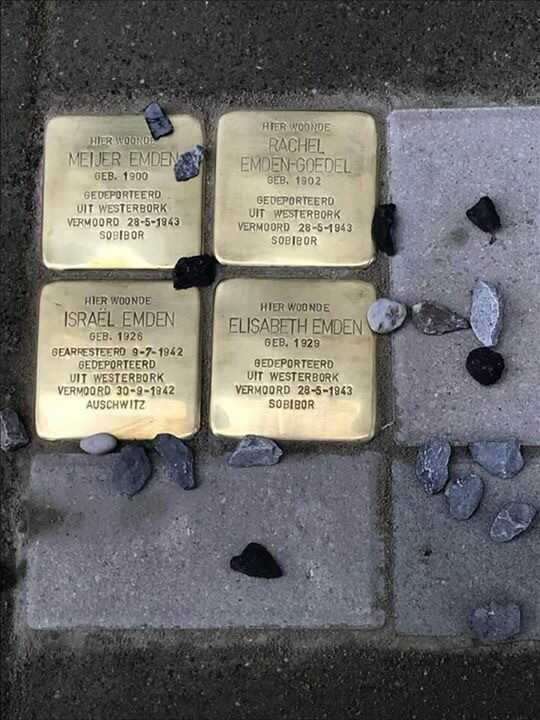 HIER WOONDE
MEIJER EMDEN
GEB. 1900
GEDEPORTEERD
UIT WESTERBORK
VERMOORD 28-5-1943
SOBIBOR
HIER WOONDE
RACHEL
EMDEN-GOEDEL
GEB. 1902
GEDEPORTEERD
UIT WESTERBORK
VERMOORD 28-5-1943
SOBIBOR
HIER WOONDE
ISRAËL EMDEN
GEB. 1926
GEARRESTEERD 9-7-1942
GEDEPORTEERD
UIT WESTERBORK
VERMOORD 30-9-1942
AUSCHWITZ
HIER WOONDE
ELISABETH EMDEN
GEB. 1929
GEDEPORTEERD
UIT WESTERBORK
VERMOORD 28-5-1943
SOBIBOR